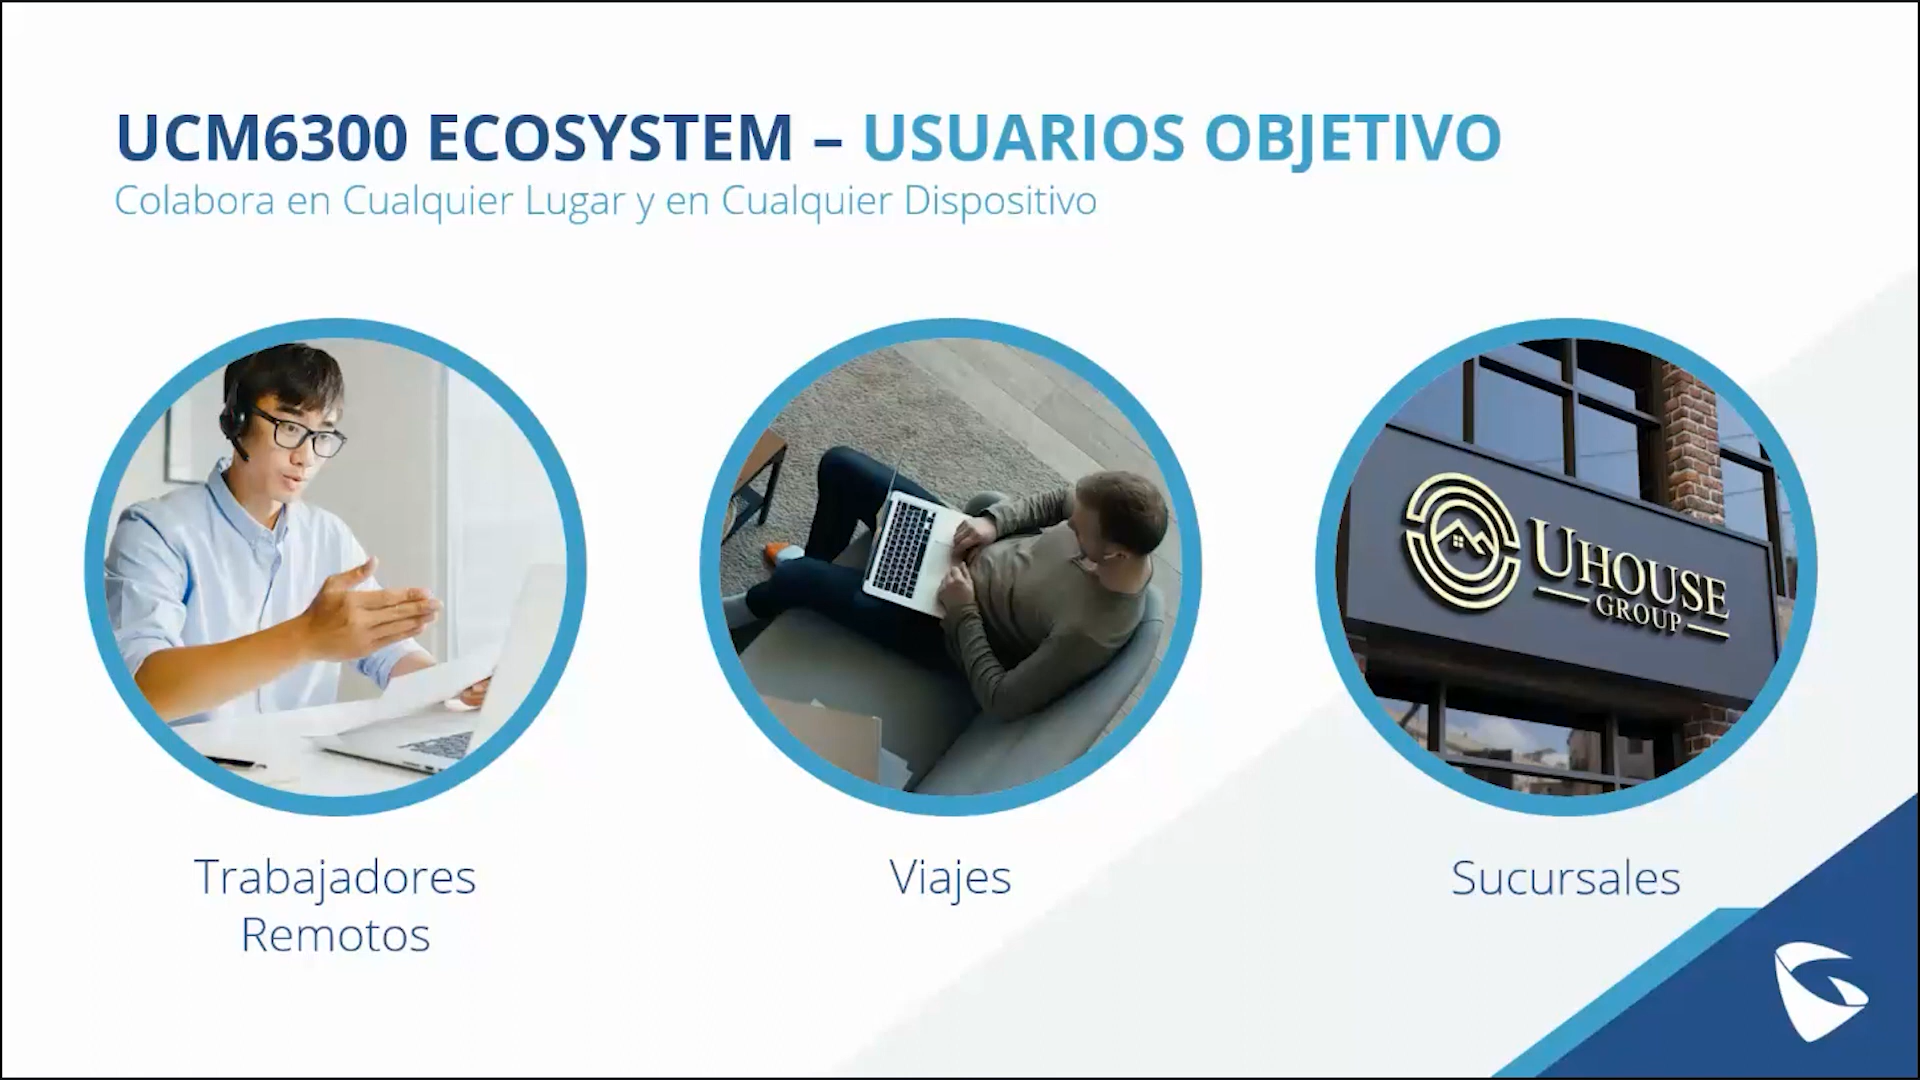 UCM6300 ECOSYSTEM – USUARIOS OBJETIVO
Colabora en Cualquier Lugar y en Cualquier Dispositivo
UHOUSE
GROUP
Trabajadores
Remotos
Viajes
Sucursales